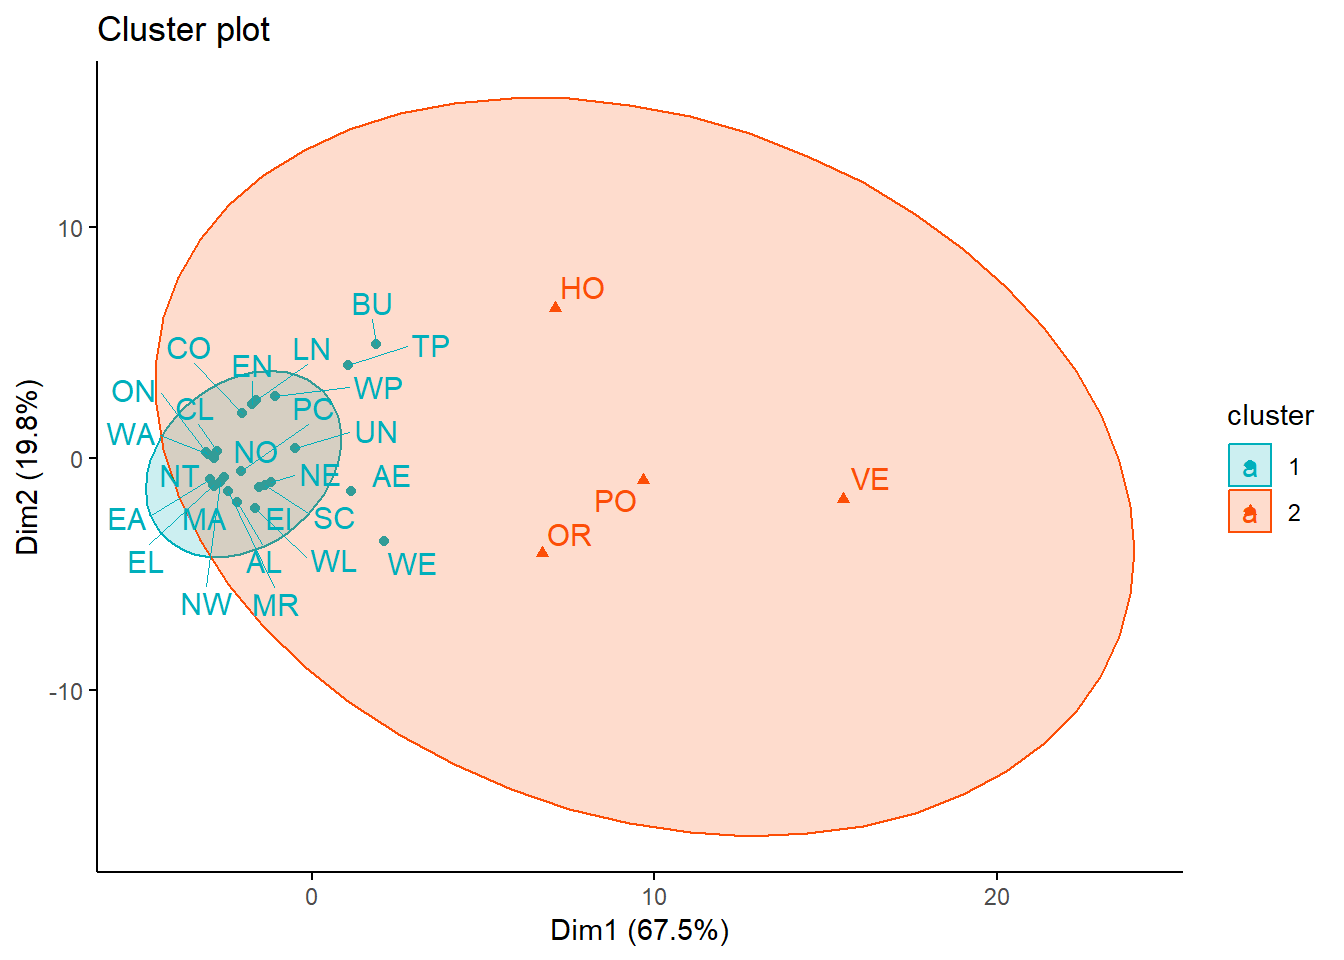 Cluster plot
10
0
-10
Dim2 (19.8%)
0
10
20
Dim1 (67.5%)
HO
BU
TP
CO
LN
EN
WP
ON
CL
PC
WA
UN
NO
NT
NE
AE
VE
PO
EA
MA
EI
SC
OR
EL
AL
WL
WE
NW
MR
cluster
a
1
a
2